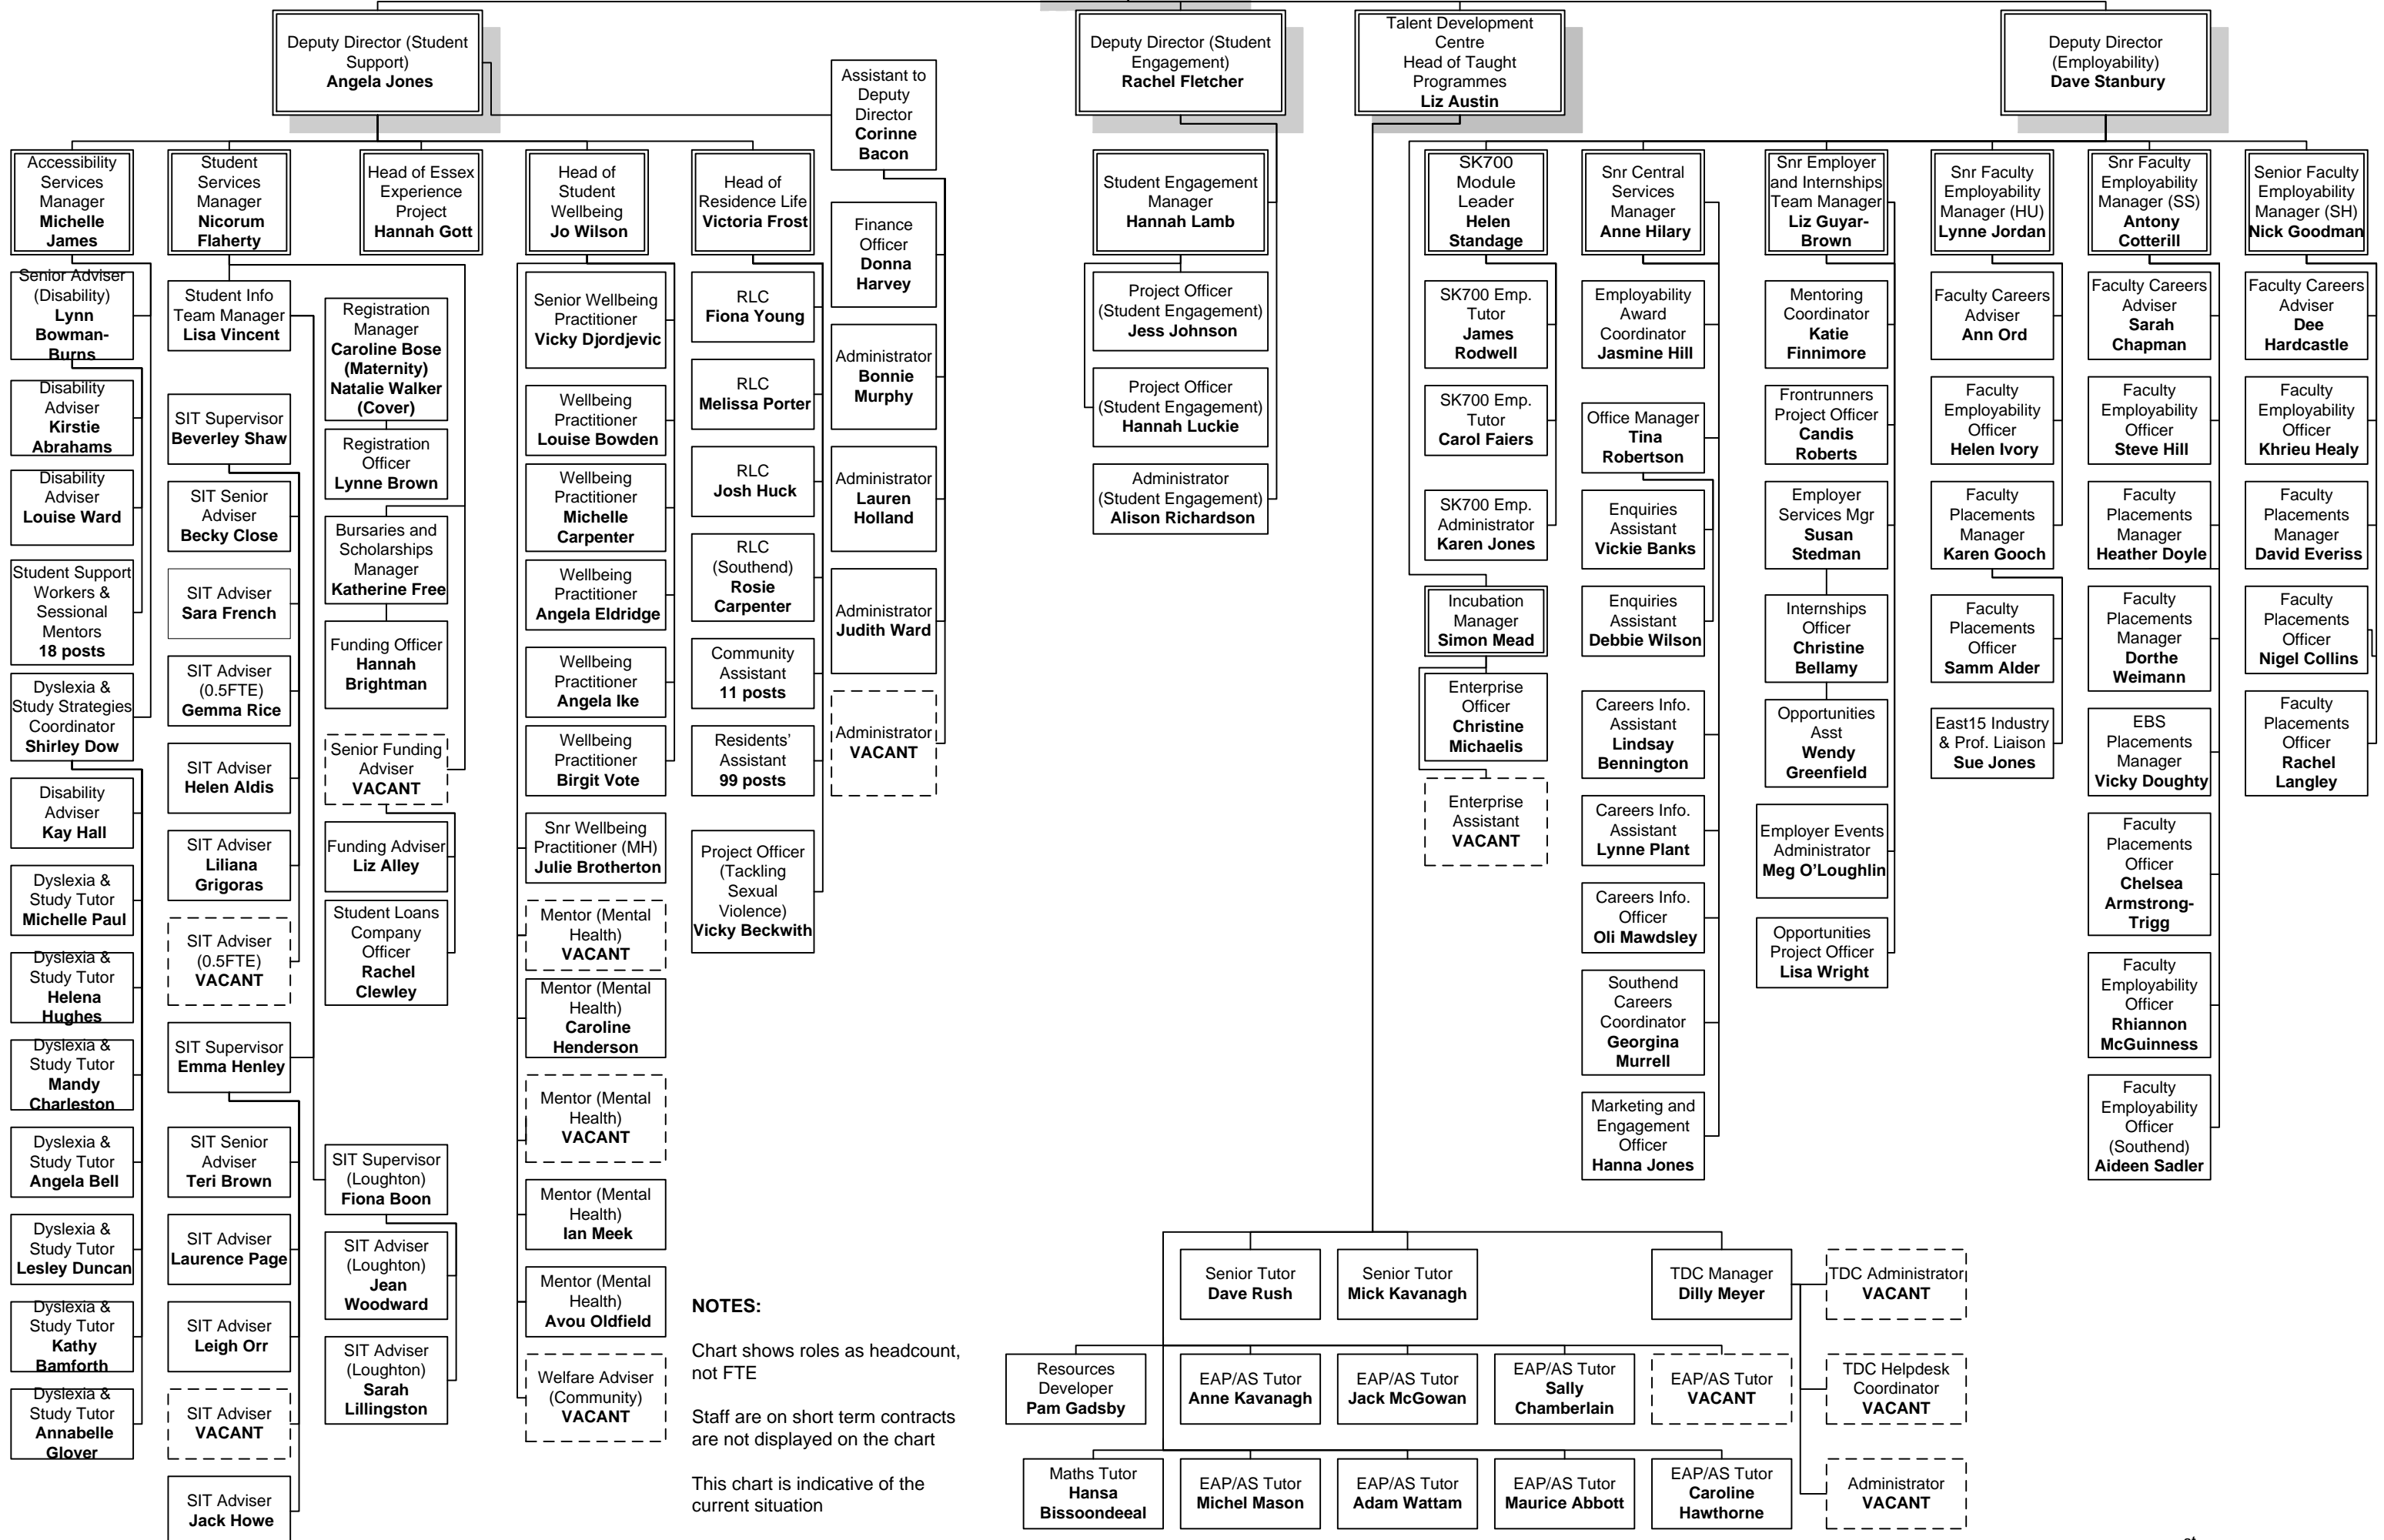 Deputy Director (Student
Support)
Angela Jones
Assistant to
Deputy
Director
Corinne
Bacon
Deputy Director (Student
Engagement)
Rachel Fletcher
Talent Development
Centre
Head of Taught
Programmes
Liz Austin
Deputy Director
(Employability)
Dave Stanbury
Accessibility
Services
Manager
Michelle
James
Student
Services
Manager
Nicorum
Flaherty
Head of Essex
Experience
Project
Hannah Gott
Head of
Student
Wellbeing
Jo Wilson
Head of
Residence Life
Victoria Frost
Student Engagement
Manager
Hannah Lamb
SK700
Module
Leader
Helen
Standage
Snr Central
Services
Manager
Anne Hilary
Snr Employer
and Internships
Team Manager
Liz Guyar-
Brown
Snr Faculty
Employability
Manager (HU)
Lynne Jordan
Snr Faculty
Employability
Manager (SS)
Antony
Cotterill
Senior Faculty
Employability
Manager (SH)
Nick Goodman
Senior Adviser
(Disability)
Lynn
Bowman-
Burns
Disability
Adviser
Kirstie
Abrahams
Disability
Adviser
Louise Ward
Student Support
Workers &
Sessional
Mentors
18 posts
Dyslexia &
Study Strategies
Coordinator
Shirley Dow
Disability
Adviser
Kay Hall
Dyslexia &
Study Tutor
Michelle Paul
Dyslexia &
Study Tutor
Helena
Hughes
Dyslexia &
Study Tutor
Mandy
Charleston
Dyslexia &
Study Tutor
Angela Bell
Dyslexia &
Study Tutor
Lesley Duncan
Dyslexia &
Study Tutor
Kathy
Bamforth
Dyslexia &
Study Tutor
Annabelle
Glover
Student Info
Team Manager
Lisa Vincent
SIT Supervisor
Beverley Shaw
SIT Senior
Adviser
Becky Close
SIT Adviser
Sara French
SIT Adviser
(0.5FTE)
Gemma Rice
SIT Adviser
Helen Aldis
SIT Adviser
Liliana
Grigoras
SIT Adviser
(0.5FTE)
VACANT
SIT Supervisor
Emma Henley
SIT Senior
Adviser
Teri Brown
SIT Adviser
Laurence Page
SIT Adviser
Leigh Orr
SIT Adviser
VACANT
SIT Adviser
Jack Howe
Registration
Manager
Caroline Bose
(Maternity)
Natalie Walker
(Cover)
Registration
Officer
Lynne Brown
Bursaries and
Scholarships
Manager
Katherine Free
Funding Officer
Hannah
Brightman
Senior Funding
Adviser
VACANT
Funding Adviser
Liz Alley
Student Loans
Company
Officer
Rachel
Clewley
SIT Supervisor
(Loughton)
Fiona Boon
SIT Adviser
(Loughton)
Jean
Woodward
SIT Adviser
(Loughton)
Sarah
Lillingston
Senior Wellbeing
Practitioner
Vicky Djordjevic
Wellbeing
Practitioner
Louise Bowden
Wellbeing
Practitioner
Michelle
Carpenter
Wellbeing
Practitioner
Angela Eldridge
Wellbeing
Practitioner
Angela Ike
Wellbeing
Practitioner
Birgit Vote
Snr Wellbeing
Practitioner (MH)
Julie Brotherton
Mentor (Mental
Health)
VACANT
Mentor (Mental
Health)
Caroline
Henderson
Mentor (Mental
Health)
VACANT
Mentor (Mental
Health)
Ian Meek
Mentor (Mental
Health)
Avou Oldfield
Welfare Adviser
(Community)
VACANT
RLC
Fiona Young
RLC
Melissa Porter
RLC
Josh Huck
RLC
(Southend)
Rosie
Carpenter
Community
Assistant
11 posts
Residents’
Assistant
99 posts
Project Officer
(Tackling
Sexual
Violence)
Vicky Beckwith
Finance
Officer
Donna
Harvey
Administrator
Bonnie
Murphy
Administrator
Lauren
Holland
Administrator
Judith Ward
Administrator
VACANT
Project Officer
(Student Engagement)
Jess Johnson
Project Officer
(Student Engagement)
Hannah Luckie
Administrator
(Student Engagement)
Alison Richardson
SK700 Emp.
Tutor
James
Rodwell
SK700 Emp.
Tutor
Carol Faiers
SK700 Emp.
Administrator
Karen Jones
Incubation
Manager
Simon Mead
Enterprise
Officer
Christine
Michaelis
Enterprise
Assistant
VACANT
Employability
Award
Coordinator
Jasmine Hill
Office Manager
Tina
Robertson
Enquiries
Assistant
Vickie Banks
Enquiries
Assistant
Debbie Wilson
Careers Info.
Assistant
Lindsay
Bennington
Careers Info.
Assistant
Lynne Plant
Careers Info.
Officer
Oli Mawdsley
Southend
Careers
Coordinator
Georgina
Murrell
Marketing and
Engagement
Officer
Hanna Jones
Mentoring
Coordinator
Katie
Finnimore
Frontrunners
Project Officer
Candis
Roberts
Employer
Services Mgr
Susan
Stedman
Internships
Officer
Christine
Bellamy
Opportunities
Asst
Wendy
Greenfield
Employer Events
Administrator
Meg O’Loughlin
Opportunities
Project Officer
Lisa Wright
Faculty Careers
Adviser
Ann Ord
Faculty
Employability
Officer
Helen Ivory
Faculty
Placements
Manager
Karen Gooch
Faculty
Placements
Officer
Samm Alder
East15 Industry
& Prof. Liaison
Sue Jones
Faculty Careers
Adviser
Sarah
Chapman
Faculty
Employability
Officer
Steve Hill
Faculty
Placements
Manager
Heather Doyle
Faculty
Placements
Manager
Dorthe
Weimann
EBS
Placements
Manager
Vicky Doughty
Faculty
Placements
Officer
Chelsea
Armstrong-
Trigg
Faculty
Employability
Officer
Rhiannon
McGuinness
Faculty
Employability
Officer
(Southend)
Aideen Sadler
Faculty Careers
Adviser
Dee
Hardcastle
Faculty
Employability
Officer
Khrieu Healy
Faculty
Placements
Manager
David Everiss
Faculty
Placements
Officer
Nigel Collins
Faculty
Placements
Officer
Rachel
Langley
NOTES:
Chart shows roles as headcount,
not FTE
Staff are on short term contracts
are not displayed on the chart
This chart is indicative of the
current situation
Senior Tutor
Dave Rush
Senior Tutor
Mick Kavanagh
TDC Manager
Dilly Meyer
TDC Administrator
VACANT
Resources
Developer
Pam Gadsby
EAP/AS Tutor
Anne Kavanagh
EAP/AS Tutor
Jack McGowan
EAP/AS Tutor
Sally
Chamberlain
EAP/AS Tutor
VACANT
TDC Helpdesk
Coordinator
VACANT
Maths Tutor
Hansa
Bissoondeeal
EAP/AS Tutor
Michel Mason
EAP/AS Tutor
Adam Wattam
EAP/AS Tutor
Maurice Abbott
EAP/AS Tutor
Caroline
Hawthorne
Administrator
VACANT
st